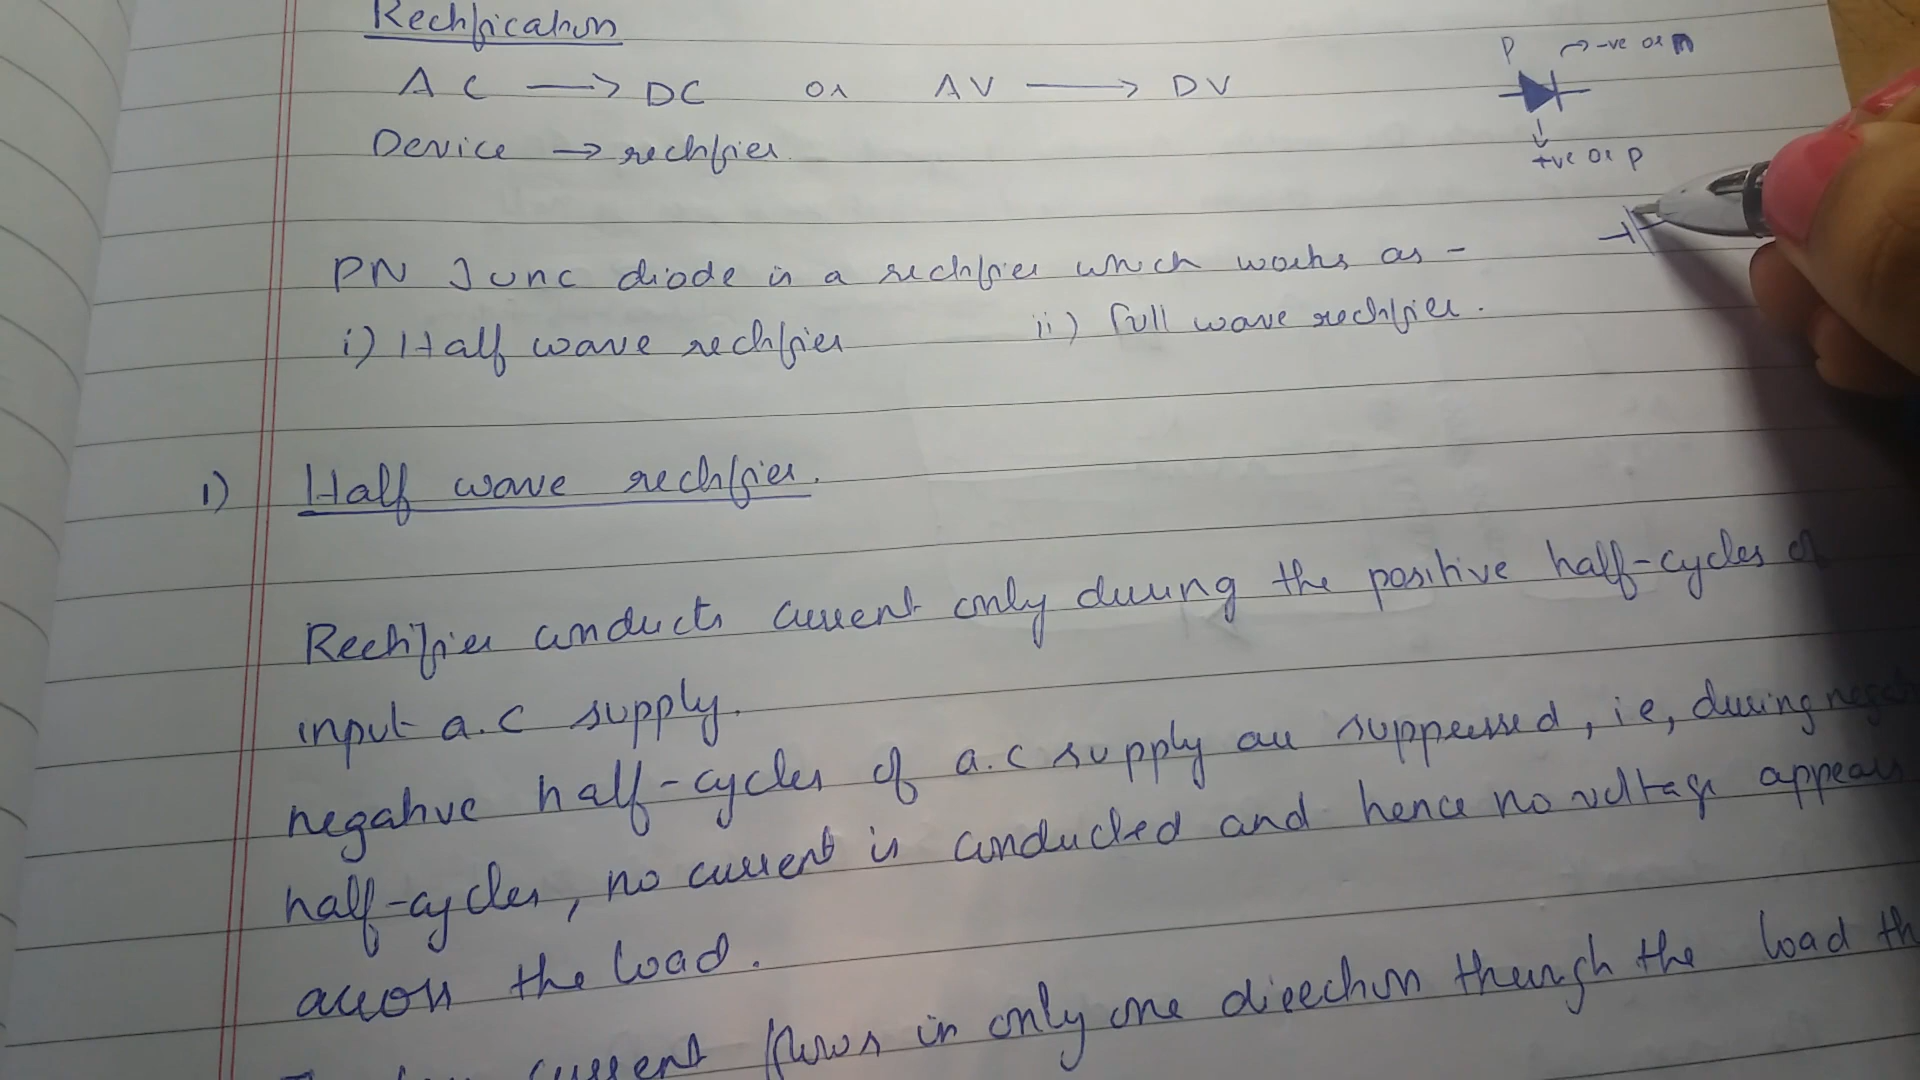 Rectification
AC → DC or AV → DV
P → -ve or n
Device → rectifier.
↓
+ve or p
PN Junc diode is a rectifier which works as -
i) Half wave rectifier ii) full wave rectifier.
1) Half wave rectifier.
Rectifier conducts current only during the positive half-cycles of
input a.c supply.
negative half-cycles of a.c supply are suppressed, ie, during
half-cycles, no current is conducted and hence no voltage appears
across the load.
current flows in only one direction through the load